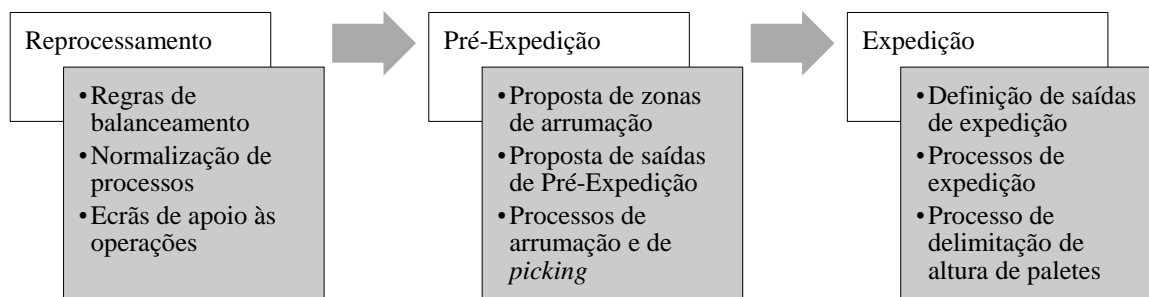 Reprocessamento
•Regras de
balanceamento
•Normalização de
processos
•Ecrãs de apoio às
operações
Pré-Expedição
•Proposta de zonas
de arrumação
•Proposta de saídas
de Pré-Expedição
•Processos de
arrumação e de
picking
Expedição
•Definição de saídas
de expedição
•Processos de
expedição
•Processo de
delimitação de
altura de paletes